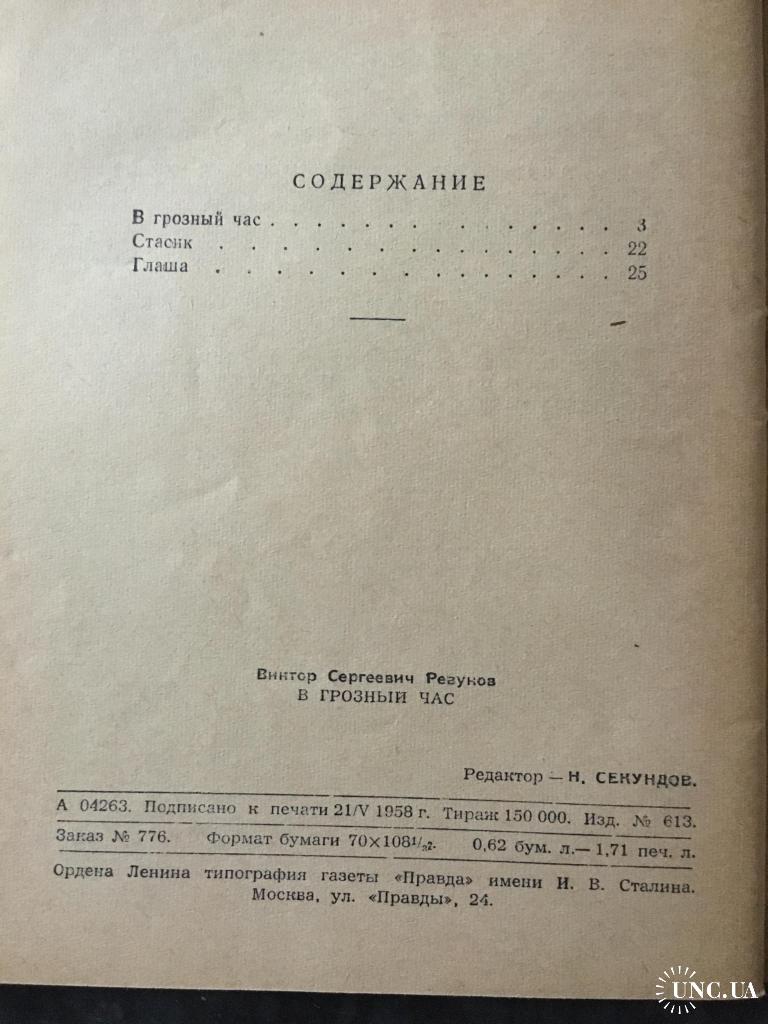 СОДЕРЖАНИЕ
В грозный час . . . . . . . . . . . . . . . 3
Стасик . . . . . . . . . . . . . . 22
Глаша . . . . . . . . . . . . . . 25
Виктор Сергеевич Ревунов
В ГРОЗНЫЙ ЧАС
Редактор — Н. СЕКУНДОВ.
А 04263. Подписано к печати 21/V 1958 г. Тираж 150 000. Изд. № 613.
Заказ № 776. Формат бумаги 70×108¹/₃₂. 0,62 бум. л.— 1,71 печ. л.
Ордена Ленина типография газеты «Правда» имени И. В. Сталина.
Москва, ул. «Правды», 24.
UNC.UA